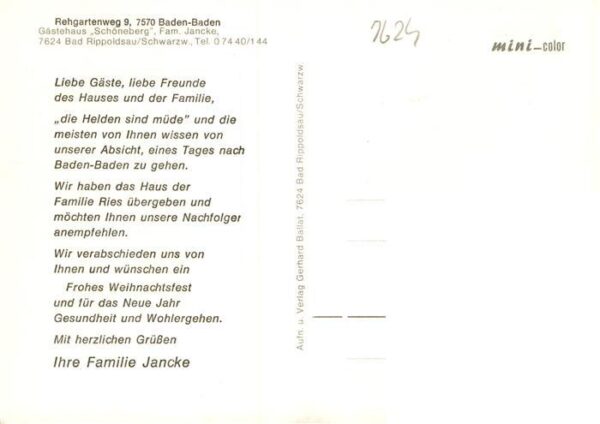 Rehgartenweg 9, 7570 Baden-Baden
Gästehaus „Schöneberg", Fam. Jancke,
7624 Bad Rippoldsau/Schwarzw., Tel. 0 74 40/1 44
7624
mini-color
Liebe Gäste, liebe Freunde
des Hauses und der Familie,
„die Helden sind müde" und die
meisten von Ihnen wissen von
unserer Absicht, eines Tages nach
Baden-Baden zu gehen.
Wir haben das Haus der
Familie Ries übergeben und
möchten Ihnen unsere Nachfolger
anempfehlen.
Wir verabschieden uns von
Ihnen und wünschen ein
Frohes Weihnachtsfest
und für das Neue Jahr
Gesundheit und Wohlergehen.
Mit herzlichen Grüßen
Ihre Familie Jancke
Aufn. u. Verlag Gerhard Ballat, 7624 Bad Rippoldsau/Schwarzw.